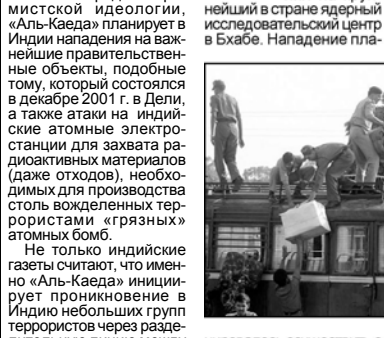 мистской идеологии,
«Аль-Каеда» планирует в
Индии нападения на важ-
нейшие правительствен-
ные объекты, подобные
тому, который состоялся
в декабре 2001 г. в Дели,
а также атаки на индий-
ские атомные электро-
станции для захвата ра-
диоактивных материалов
(даже отходов), необхо-
димых для производства
столь вожделенных тер-
рористами «грязных»
атомных бомб.
Не только индийские
газеты считают, что имен-
но «Аль-Каеда» иниции-
рует проникновение в
Индию небольших групп
террористов через разде-
нейший в стране ядерный
исследовательский центр
в Бхабе. Нападение пла-